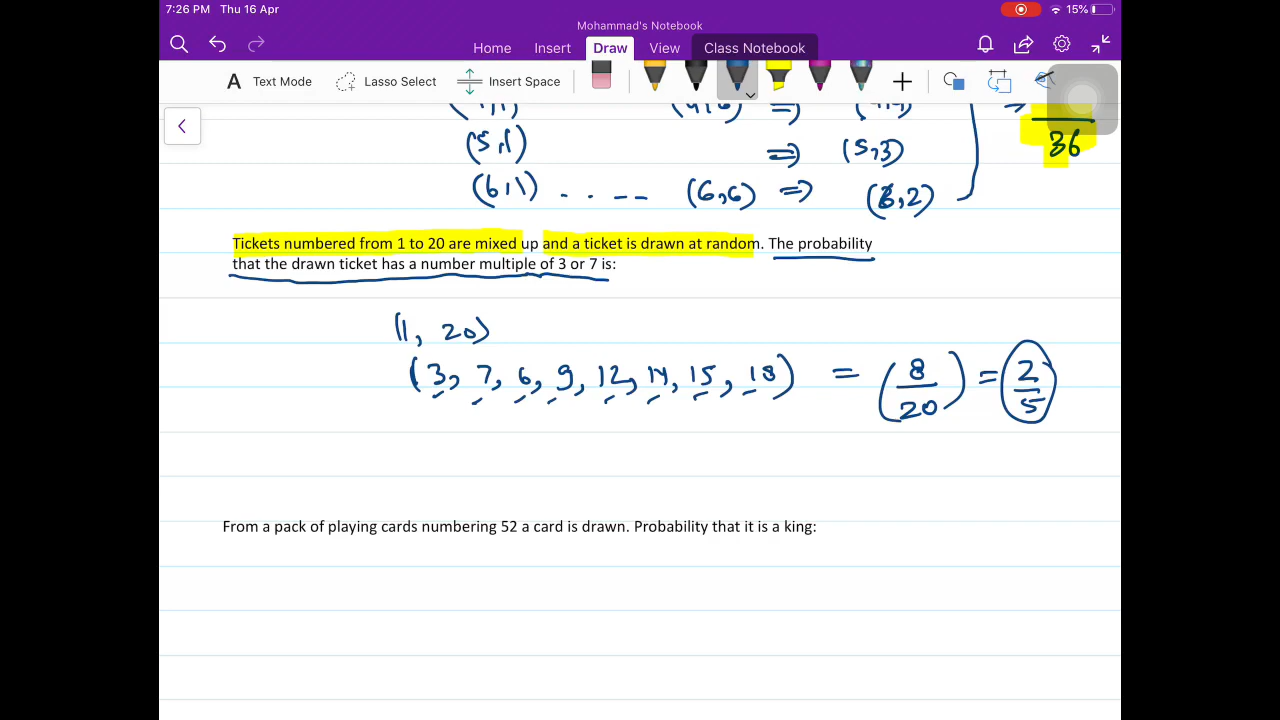 7:26 PM Thu 16 Apr
15%
Mohammad's Notebook
Home Insert Draw View Class Notebook
A Text Mode Lasso Select Insert Space
(5,1) ⇒ (5,3) 36
(6,1) . . . -- -- (6,6) ⇒ ,2)
Tickets numbered from 1 to 20 are mixed up and a ticket is drawn at random. The probability
that the drawn ticket has a number multiple of 3 or 7 is:
(1, 20)
(3, 7, 6, 9, 12, 14, 15, 18) = (8/20) = 2/5
From a pack of playing cards numbering 52 a card is drawn. Probability that it is a king: